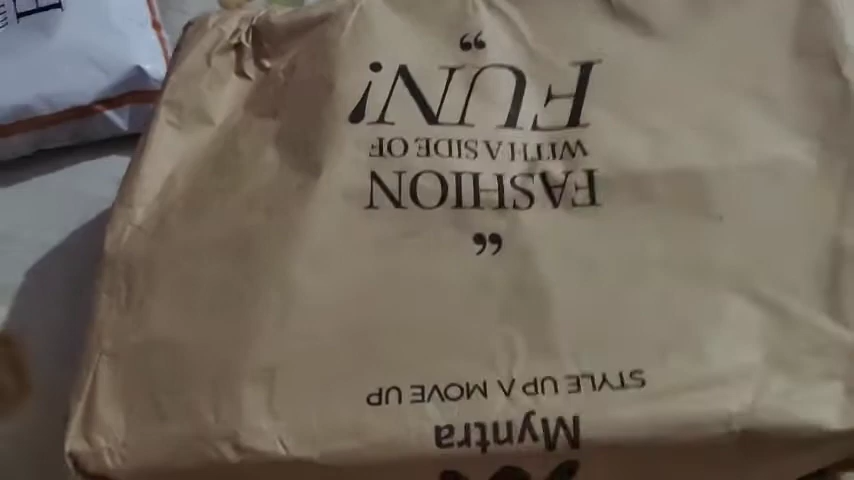 Myntra
STYLE UP A MOVE UP
“
FASHION
WITH A SIDE OF
FUN!
”